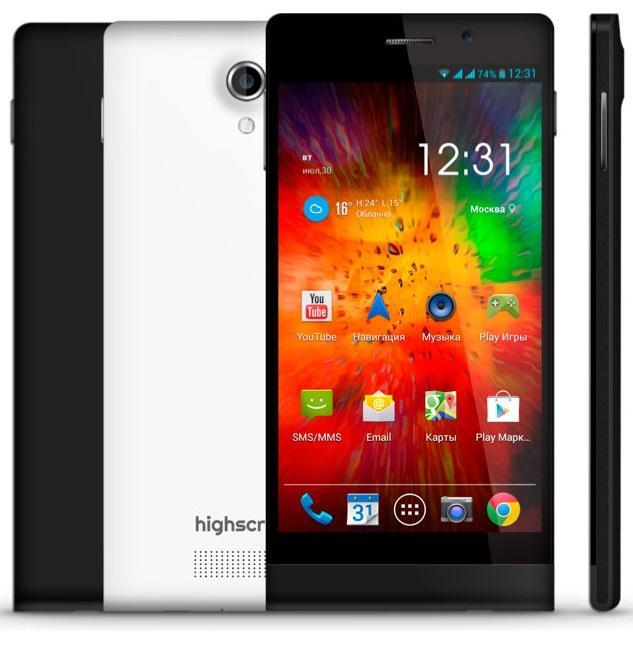 74% 12:31
12:31
вт
июл,30
16° H:24° L:15°
Облачно
Москва
You
Tube
YouTube Навигация Музыка Play Игры
@
SMS/MMS Email Карты Play Марк...
31
highscr